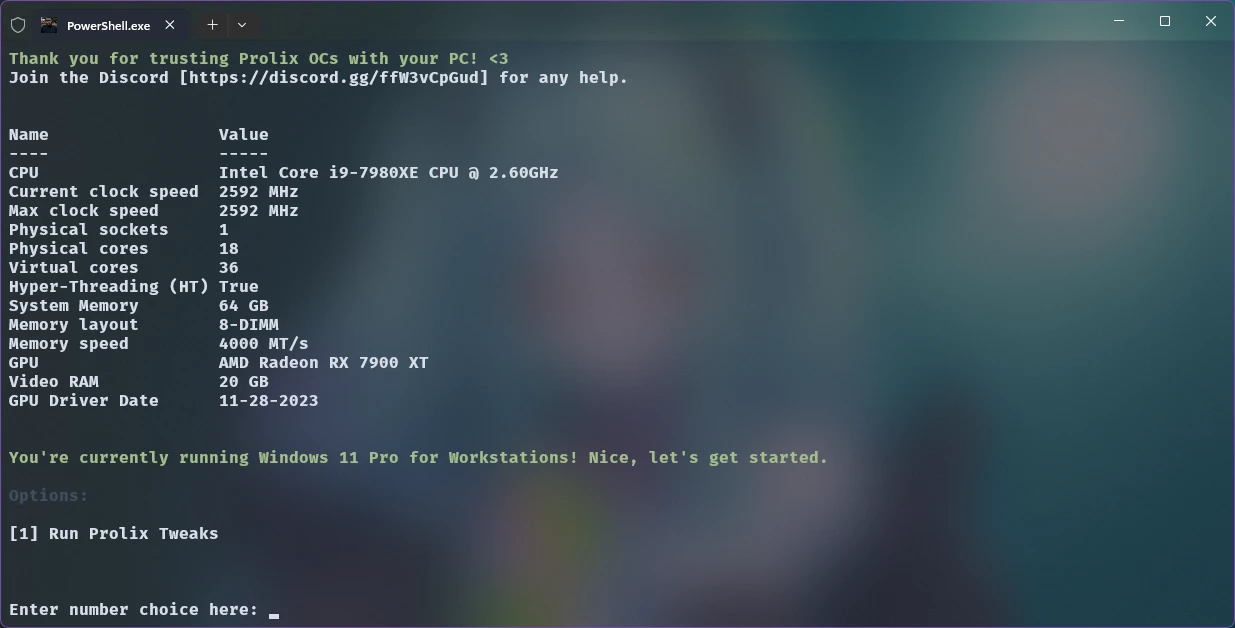 PowerShell.exe
Thank you for trusting Prolix OCs with your PC! <3
Join the Discord [https://discord.gg/ffW3vCpGud] for any help.
Name Value
---- -----
CPU Intel Core i9-7980XE CPU @ 2.60GHz
Current clock speed 2592 MHz
Max clock speed 2592 MHz
Physical sockets 1
Physical cores 18
Virtual cores 36
Hyper-Threading (HT) True
System Memory 64 GB
Memory layout 8-DIMM
Memory speed 4000 MT/s
GPU AMD Radeon RX 7900 XT
Video RAM 20 GB
GPU Driver Date 11-28-2023
You're currently running Windows 11 Pro for Workstations! Nice, let's get started.
Options:
[1] Run Prolix Tweaks
Enter number choice here: _